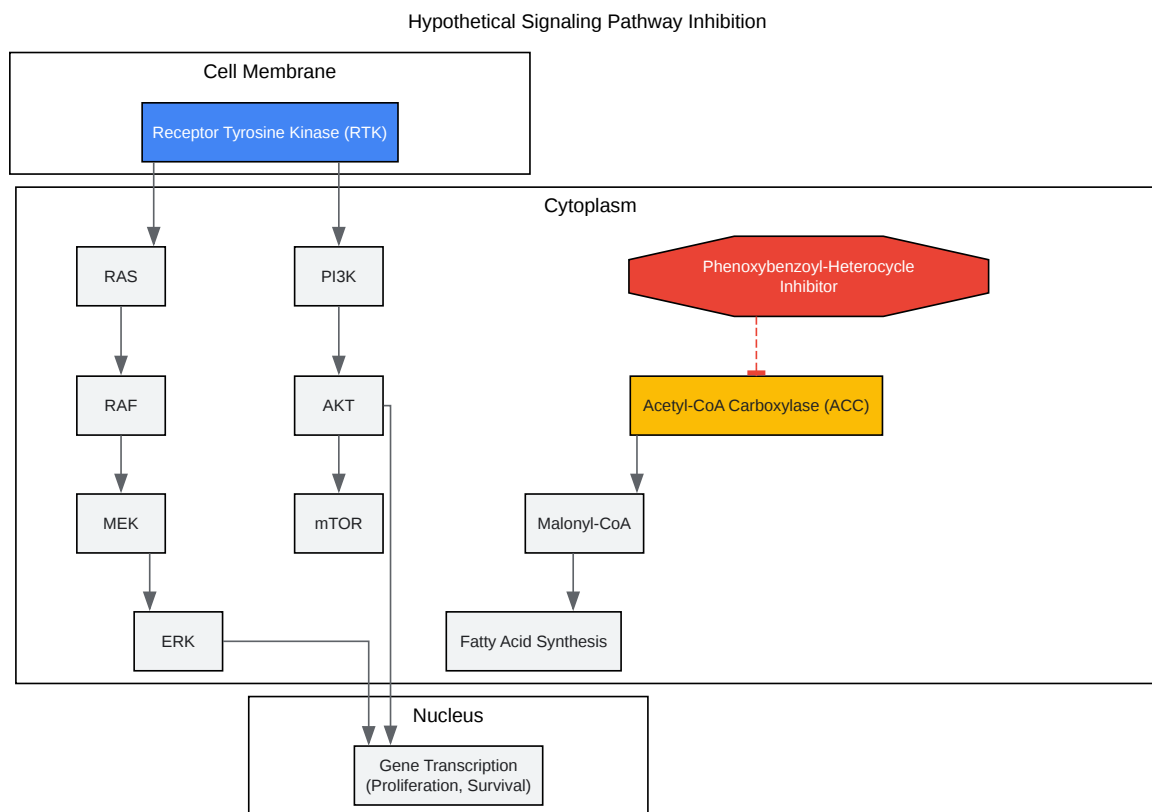 Hypothetical Signaling Pathway Inhibition
Cell Membrane
Receptor Tyrosine Kinase (RTK)
Cytoplasm
RAS
PI3K
Phenoxybenzoyl-Heterocycle
Inhibitor
RAF
AKT
Acetyl-CoA Carboxylase (ACC)
MEK
mTOR
Malonyl-CoA
ERK
Fatty Acid Synthesis
Nucleus
Gene Transcription
(Proliferation, Survival)